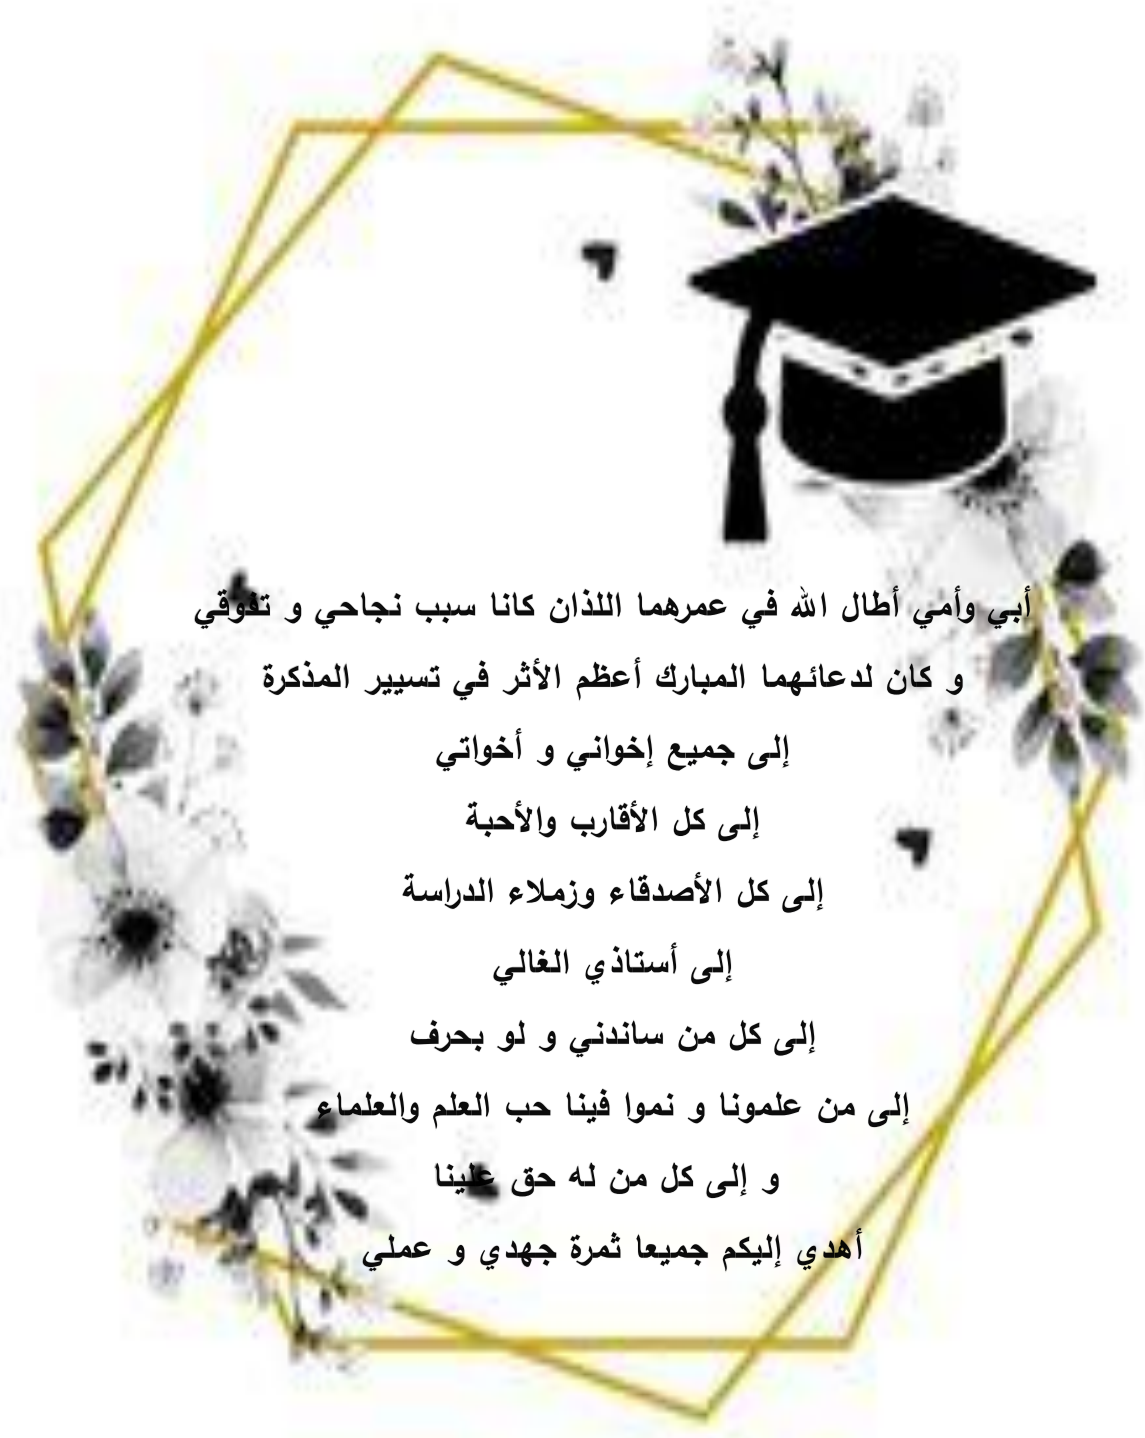 أبي وأمي أطال الله في عمرهما اللذان كانا سبب نجاحي و تفوقي
و كان لدعائهما المبارك أعظم الأثر في تسيير المذكرة
إلى جميع إخواني و أخواتي
إلى كل الأقارب والأحبة
إلى كل الأصدقاء وزملاء الدراسة
إلى أستاذي الغالي
إلى كل من ساندني و لو بحرف
إلى من علمونا و نموا فينا حب العلم والعلماء
و إلى كل من له حق علينا
أهدي إليكم جميعا ثمرة جهدي و عملي